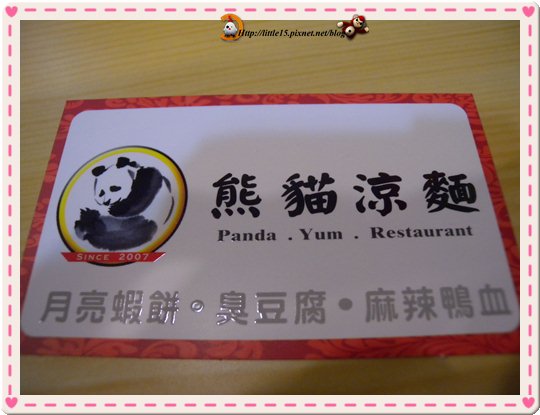 Http://little15.pixnet.net/blog
熊貓涼麵
Panda . Yum . Restaurant
SINCE 2007
月亮蝦餅•臭豆腐•麻辣鴨血